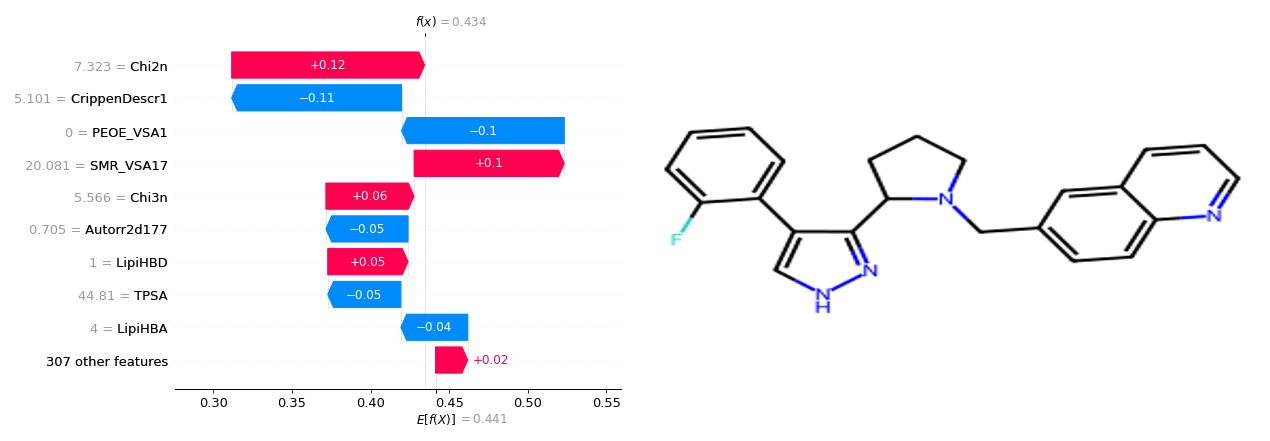 f(x) = 0.434
7.323 = Chi2n
+0.12
5.101 = CrippenDescr1
−0.11
0 = PEOE_VSA1
−0.1
20.081 = SMR_VSA17
+0.1
5.566 = Chi3n
+0.06
0.705 = Autorr2d177
−0.05
1 = LipiHBD
+0.05
44.81 = TPSA
−0.05
4 = LipiHBA
−0.04
307 other features
+0.02
0.30 0.35 0.40 0.45 0.50 0.55
E[f(X)] = 0.441
F
N
N
N
H
N